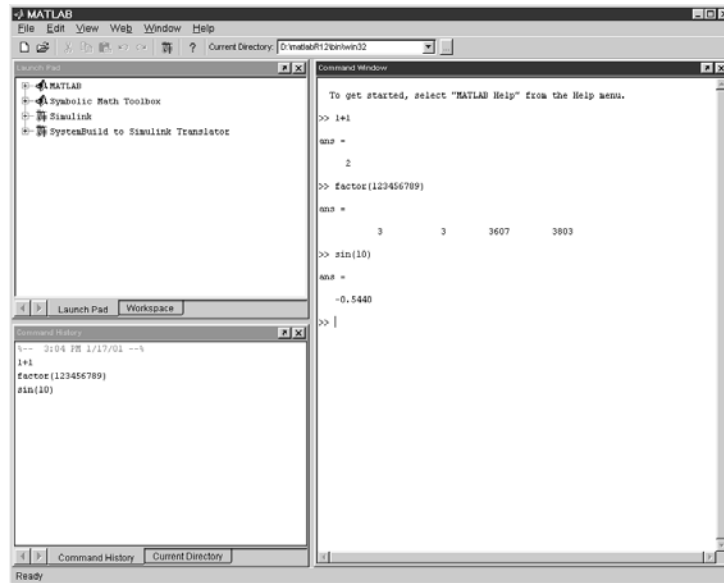 MATLAB
File Edit View Web Window Help
? Current Directory: D:\matlabR12\bin\win32 ...
Launch Pad
MATLAB
Symbolic Math Toolbox
Simulink
SystemBuild to Simulink Translator
Launch Pad Workspace
Command History
%-- 3:04 PM 1/17/01 --%
1+1
factor(123456789)
sin(10)
Command History Current Directory
Command Window
To get started, select "MATLAB Help" from the Help menu.
>> 1+1
ans =
2
>> factor(123456789)
ans =
3 3 3607 3803
>> sin(10)
ans =
-0.5440
>>
Ready